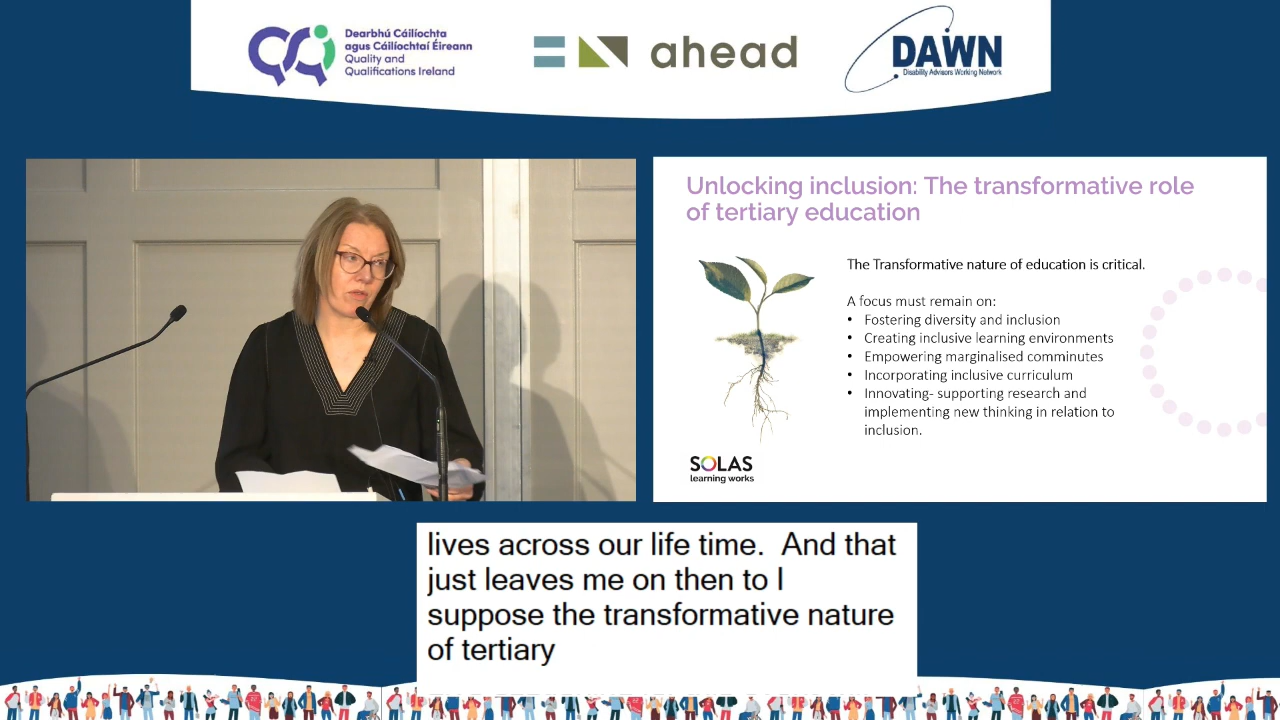 Dearbhú Cáilíochta
agus Cáilíochtaí Éireann
Quality and
Qualifications Ireland
ahead
DAWN
Disability Advisors Working Network
Unlocking inclusion: The transformative role
of tertiary education
The Transformative nature of education is critical.
A focus must remain on:
• Fostering diversity and inclusion
• Creating inclusive learning environments
• Empowering marginalised comminutes
• Incorporating inclusive curriculum
• Innovating- supporting research and
implementing new thinking in relation to
inclusion.
SOLAS
learning works
lives across our life time.  And that
just leaves me on then to I
suppose the transformative nature
of tertiary